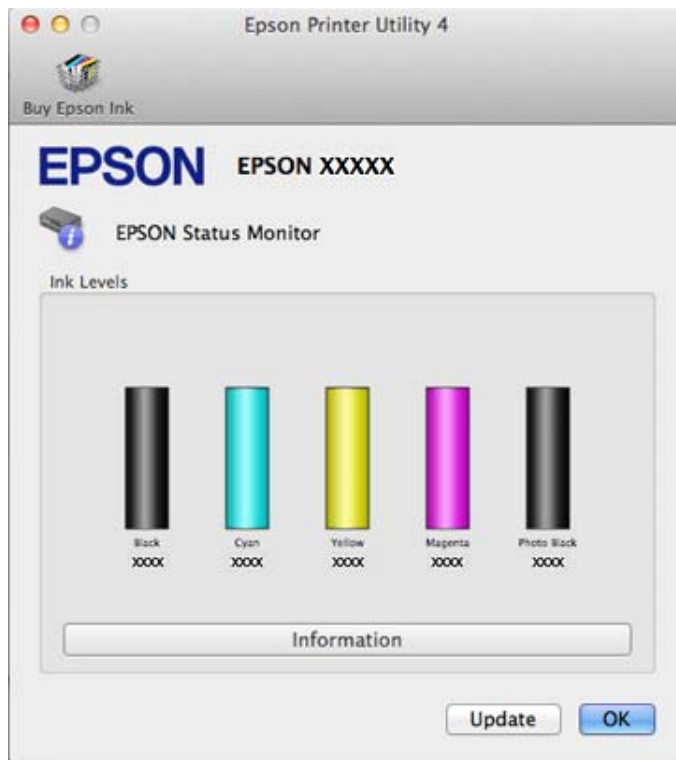 Epson Printer Utility 4
Buy Epson Ink
EPSON EPSON XXXXX
EPSON Status Monitor
Ink Levels
Black Cyan Yellow Magenta Photo Black
XXXX XXXX XXXX XXXX XXXX
Information
Update OK